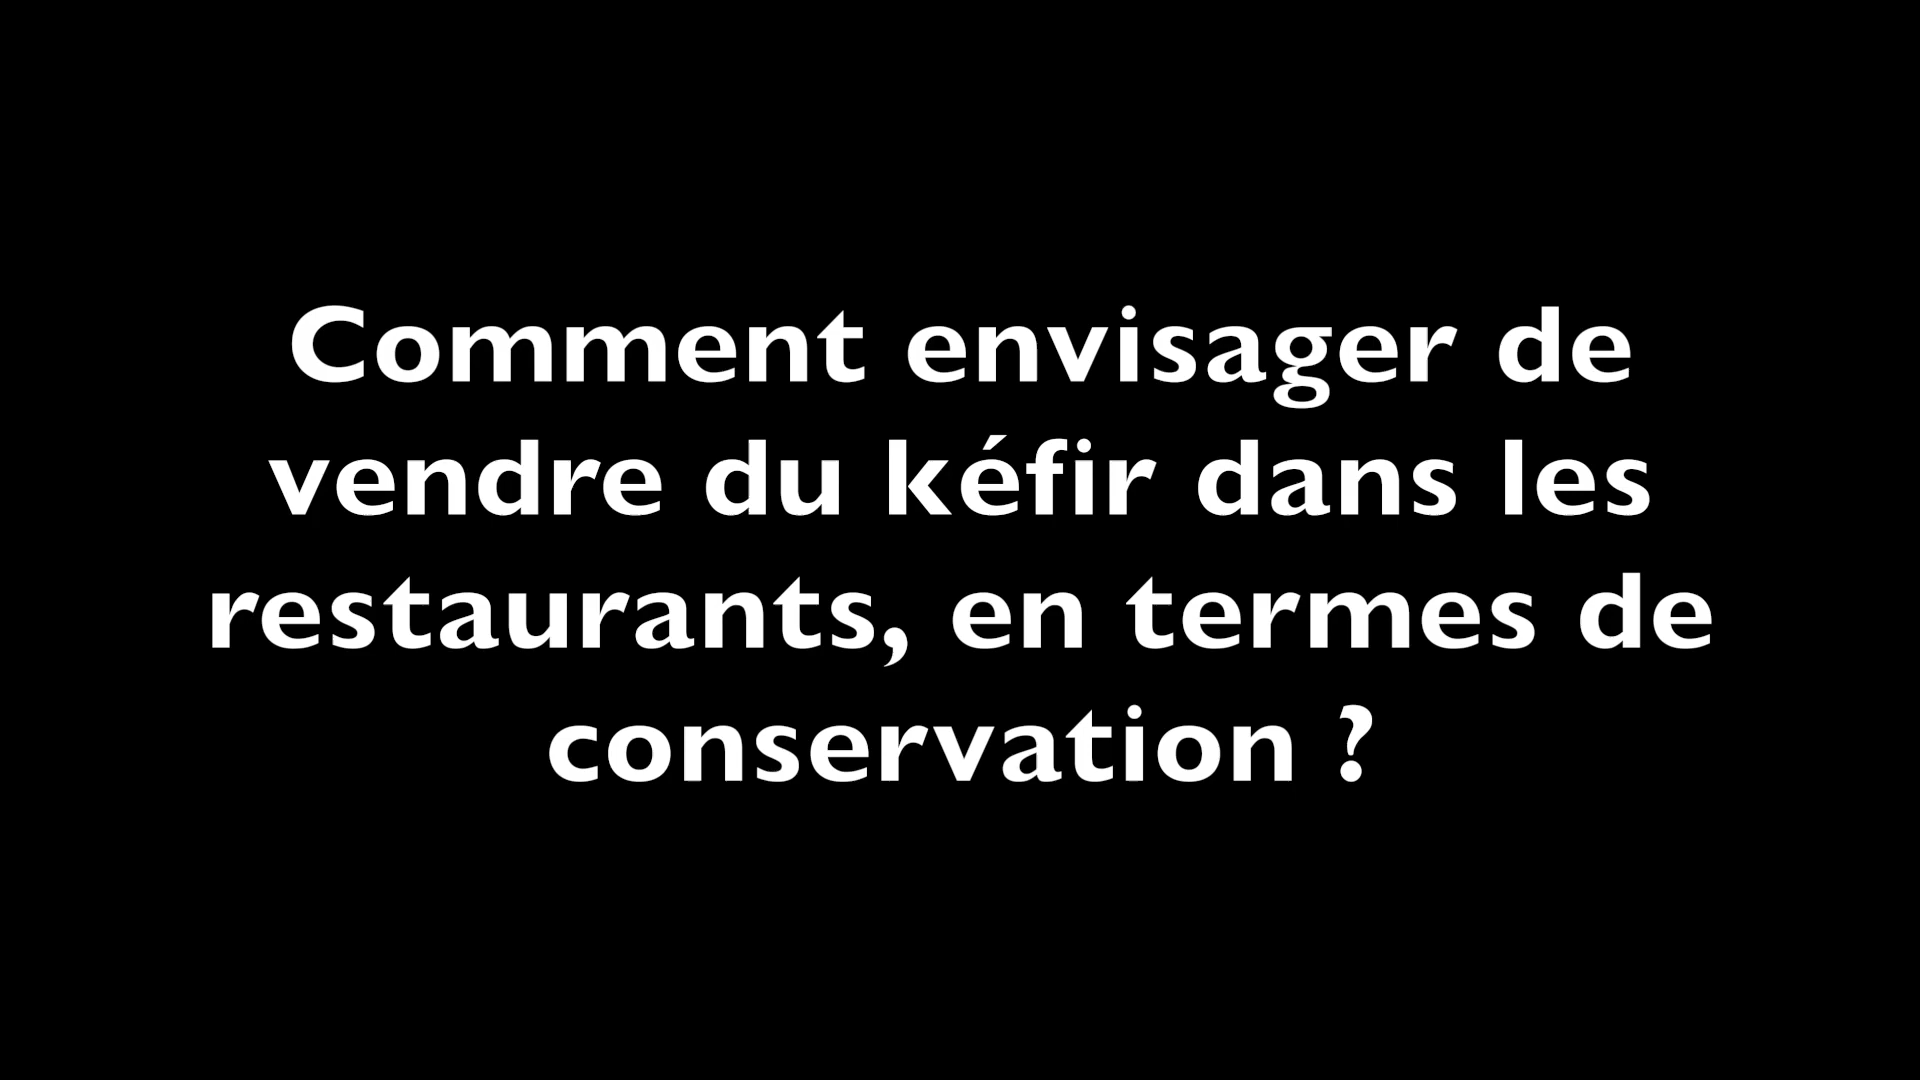 Comment envisager de
vendre du kéfir dans les
restaurants, en termes de
conservation ?